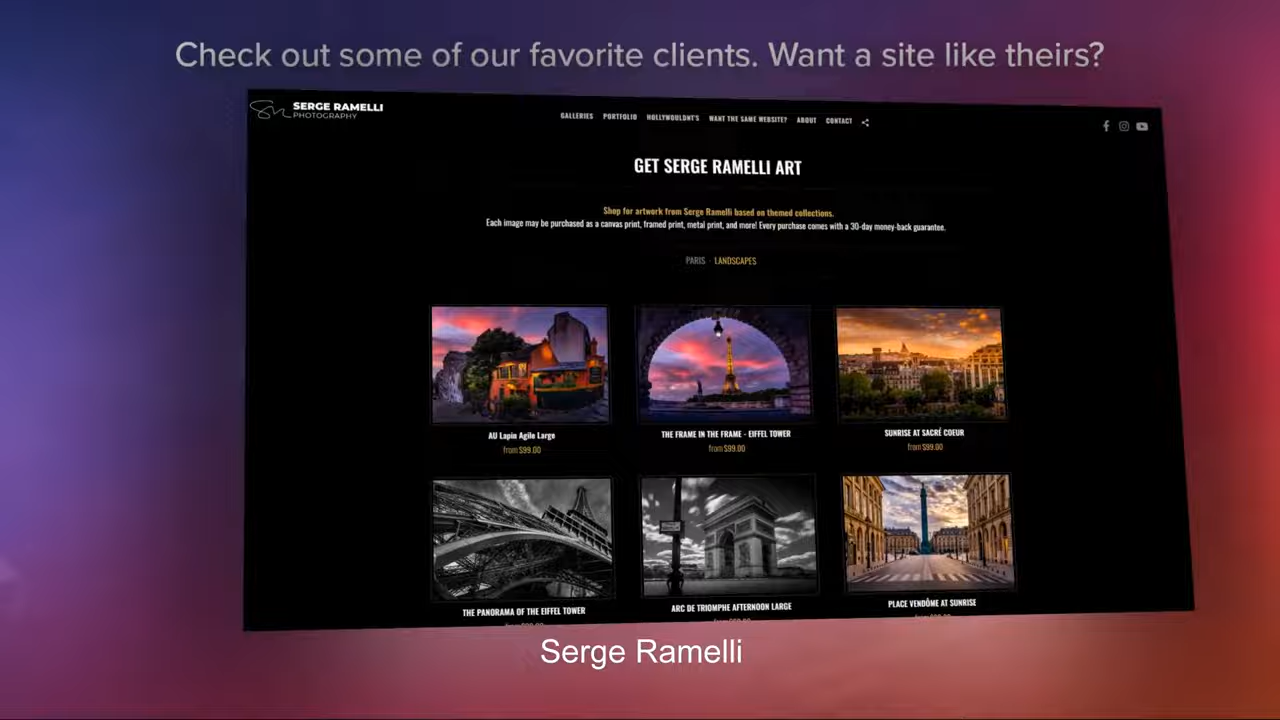 Check out some of our favorite clients. Want a site like theirs?
SERGE RAMELLI
PHOTOGRAPHY
GALLERIES PORTFOLIO HOLLYWOULDNT'S WANT THE SAME WEBSITE? ABOUT CONTACT
GET SERGE RAMELLI ART
Shop for artwork from Serge Ramelli based on themed collections.
Each image may be purchased as a canvas print, framed print, metal print, and more! Every purchase comes with a 30-day money-back guarantee.
PARIS - LANDSCAPES
AU Lapin Agile Large
from $99.00
THE FRAME IN THE FRAME - EIFFEL TOWER
from $99.00
SUNRISE AT SACRÉ COEUR
from $99.00
THE PANORAMA OF THE EIFFEL TOWER
ARC DE TRIOMPHE AFTERNOON LARGE
PLACE VENDÔME AT SUNRISE
Serge Ramelli